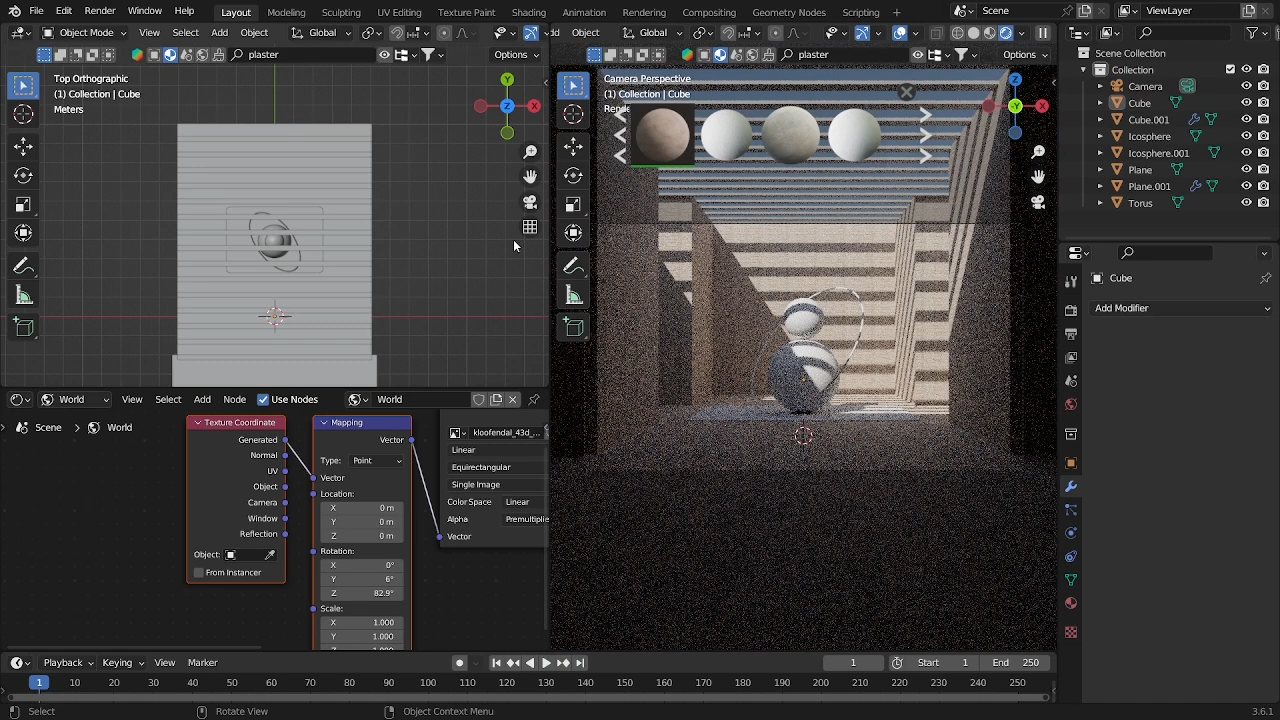 File Edit Render Window Help Layout Modeling Sculpting UV Editing Texture Paint Shading Animation Rendering Compositing Geometry Nodes Scripting Scene ViewLayer
Object Mode View Select Add Object Global Object Global
plaster Options plaster Options
Top Orthographic
(1) Collection | Cube
Meters
Y
X
Z
Camera Perspective
(1) Collection | Cube
Z
X
Y
Scene Collection
Collection
Camera
Cube
Cube.001
Icosphere
Icosphere.001
Plane
Plane.001
Torus
Cube
Add Modifier
World View Select Add Node Use Nodes World
Scene World
Texture Coordinate
Generated
Normal
UV
Object
Camera
Window
Reflection
Object:
From Instancer
Mapping
Vector
Type: Point
Vector
Location:
X 0 m
Y 0 m
Z 0 m
Rotation:
X 0°
Y 6°
Z 82.9°
Scale:
X 1.000
Y 1.000
kloofendal_43d_...
Linear
Equirectangular
Single Image
Color Space Linear
Alpha Premultiplie
Vector
Playback Keying View Marker 1 Start 1 End 250
1 10 20 30 40 50 60 70 80 90 100 110 120 130 140 150 160 170 180 190 200 210 220 230 240 250
Select Rotate View Object Context Menu 3.6.1